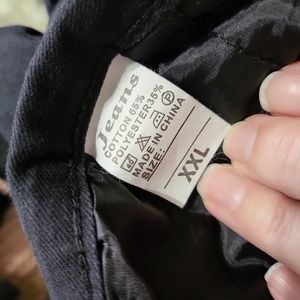 Jeans
COTTON 65%
POLYESTER35%
MADE IN CHINA
SIZE:
XXL